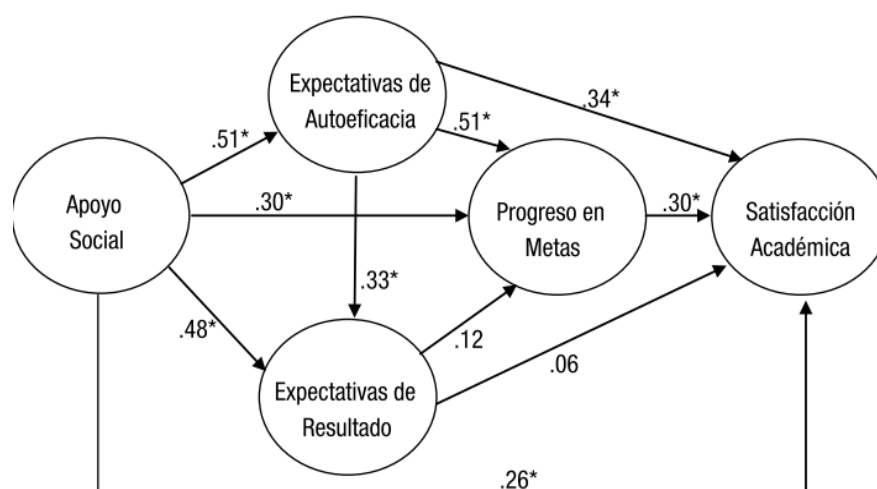 Expectativas de
Autoeficacia
.34*
.51*
.51*
Apoyo
Social
.30*
Progreso en
Metas
.30*
Satisfacción
Académica
.33*
.48*
.12
.06
Expectativas de
Resultado
.26*